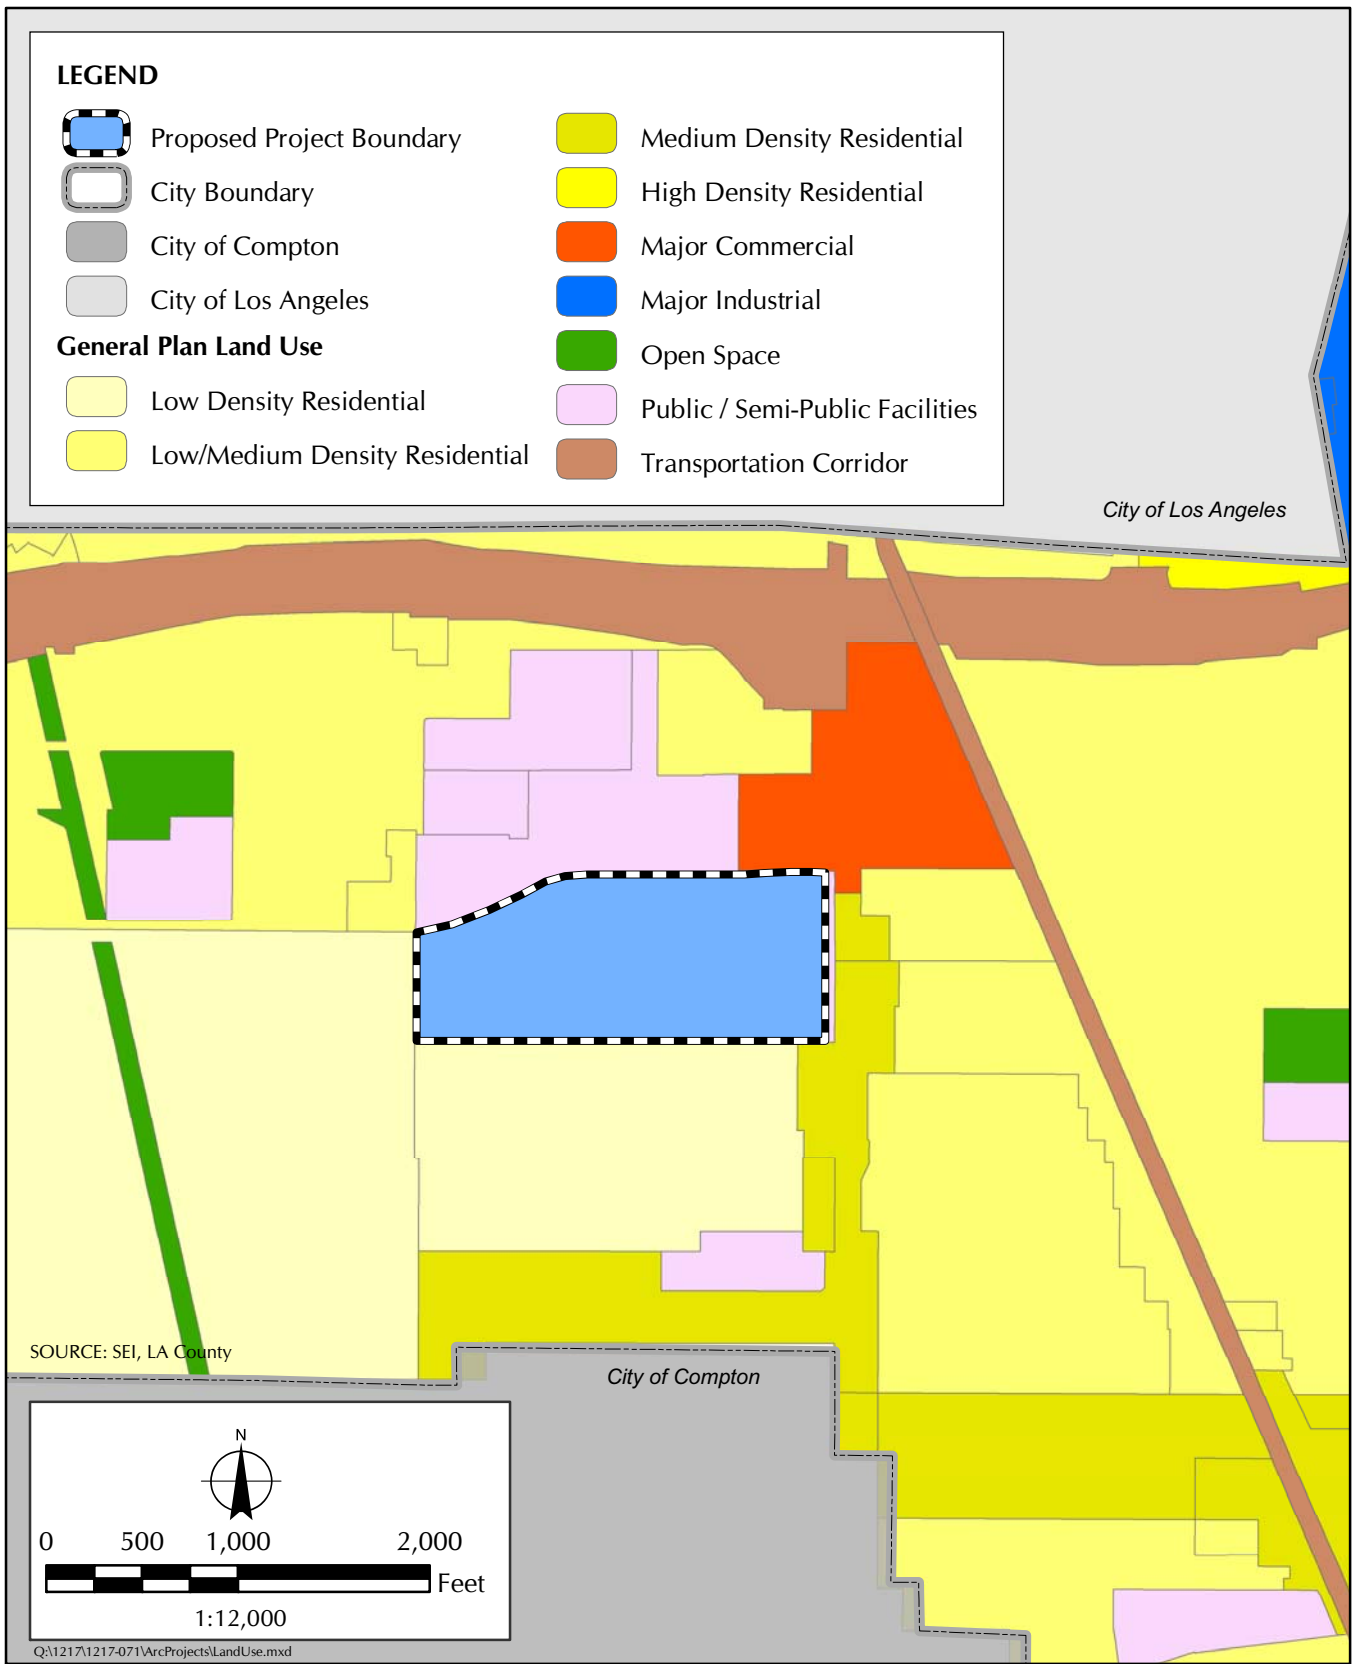 LEGEND
Proposed Project Boundary
City Boundary
City of Compton
City of Los Angeles
General Plan Land Use
Low Density Residential
Low/Medium Density Residential
Medium Density Residential
High Density Residential
Major Commercial
Major Industrial
Open Space
Public / Semi-Public Facilities
Transportation Corridor
City of Los Angeles
SOURCE: SEI, LA County
City of Compton
N
0 500 1,000 2,000
Feet
1:12,000
Q:\1217\1217-071\ArcProjects\LandUse.mxd